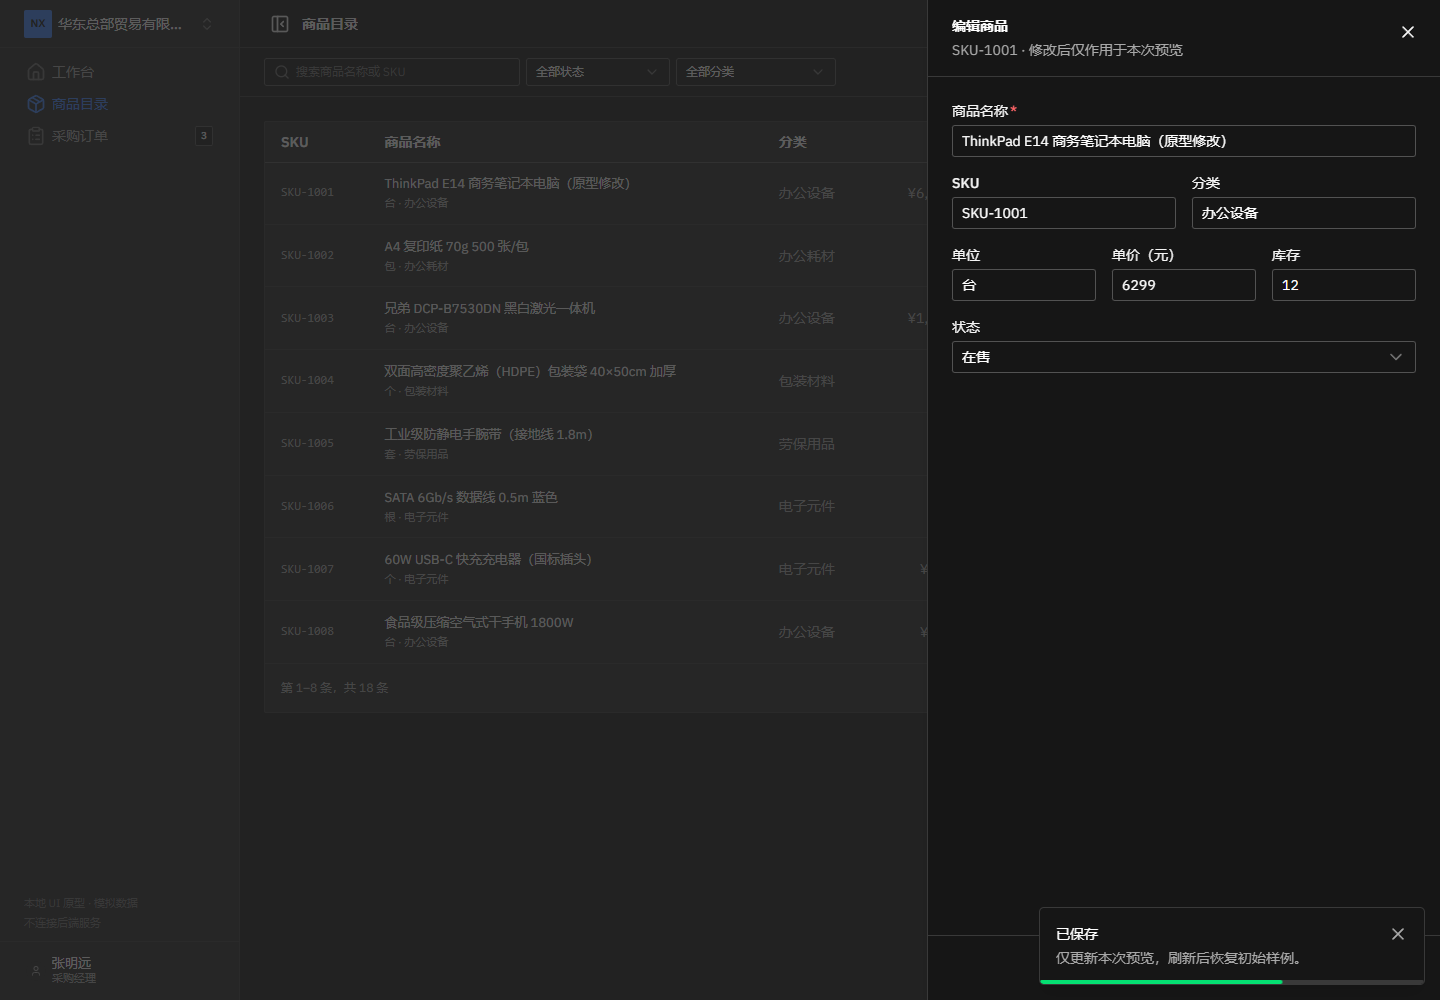 NX 华东总部贸易有限...
工作台
商品目录
采购订单 3
本地 UI 原型 · 模拟数据
不连接后端服务
张明远
采购经理
商品目录
搜索商品名称或 SKU 全部状态 全部分类
SKU 商品名称 分类
SKU-1001 ThinkPad E14 商务笔记本电脑（原型修改） 办公设备 ¥6,
台 · 办公设备
SKU-1002 A4 复印纸 70g 500 张/包 办公耗材
包 · 办公耗材
SKU-1003 兄弟 DCP-B7530DN 黑白激光一体机 办公设备 ¥1,
台 · 办公设备
SKU-1004 双面高密度聚乙烯（HDPE）包装袋 40×50cm 加厚 包装材料
个 · 包装材料
SKU-1005 工业级防静电手腕带（接地线 1.8m） 劳保用品
套 · 劳保用品
SKU-1006 SATA 6Gb/s 数据线 0.5m 蓝色 电子元件
根 · 电子元件
SKU-1007 60W USB-C 快充充电器（国标插头） 电子元件 ¥
个 · 电子元件
SKU-1008 食品级压缩空气式干手机 1800W 办公设备 ¥
台 · 办公设备
第 1–8 条，共 18 条
编辑商品
SKU-1001 · 修改后仅作用于本次预览
商品名称*
ThinkPad E14 商务笔记本电脑（原型修改）
SKU 分类
SKU-1001 办公设备
单位 单价（元） 库存
台 6299 12
状态
在售
已保存
仅更新本次预览，刷新后恢复初始样例。